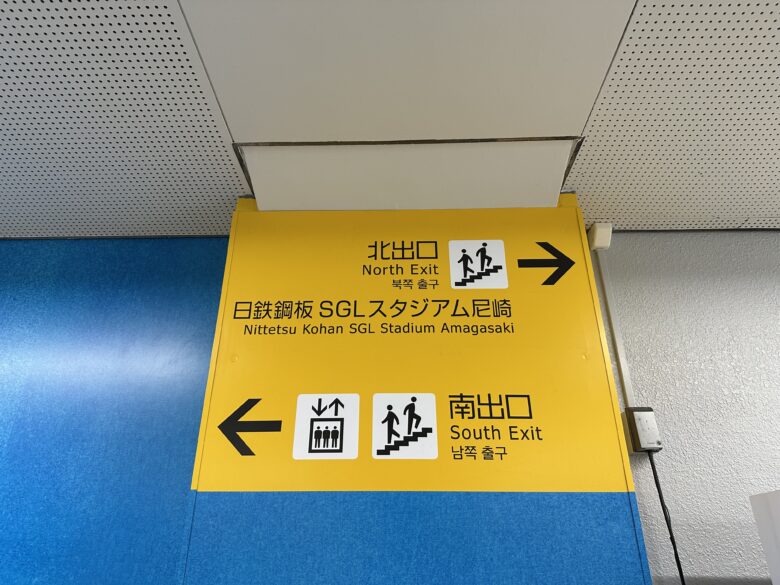 北出口
North Exit
북쪽 출구
日鉄鋼板 SGLスタジアム尼崎
Nittetsu Kohan SGL Stadium Amagasaki
南出口
South Exit
남쪽 출구